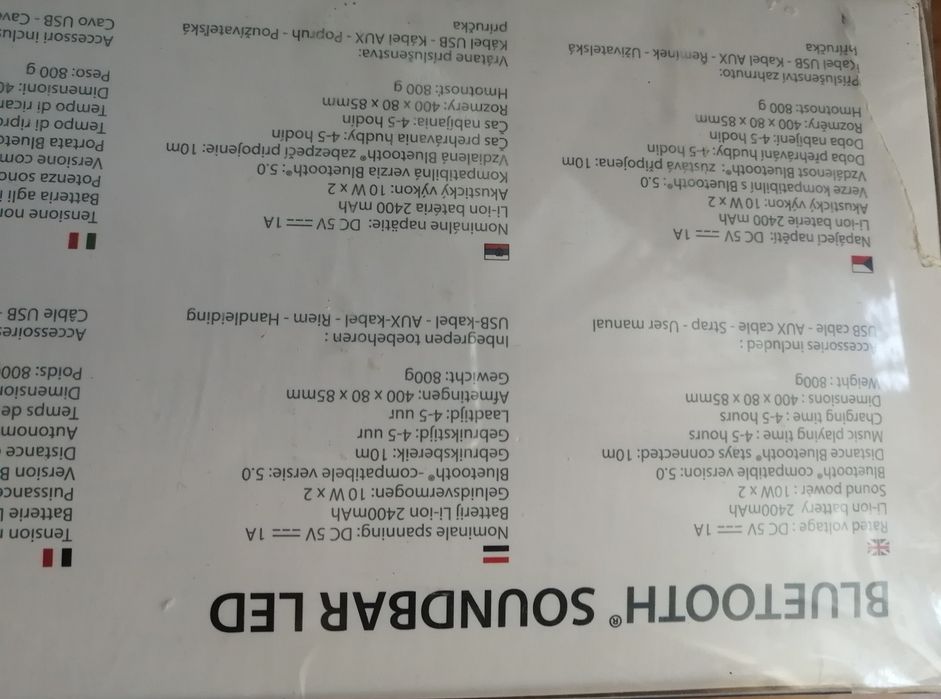 BLUETOOTH® SOUNDBAR LED
Rated voltage : DC 5V ⎓ 1A
Li-ion battery 2400mAh
Sound power : 10W x 2
Bluetooth® compatible version: 5.0
Distance Bluetooth® stays connected: 10m
Music playing time : 4-5 hours
Charging time : 4-5 hours
Dimensions : 400 x 80 x 85mm
Weight : 800g
Accessories included :
USB cable - AUX cable - Strap - User manual
Nominale spanning: DC 5V ⎓ 1A
Batterij Li-ion 2400mAh
Geluidsvermogen: 10 W x 2
Bluetooth® -compatibele versie: 5.0
Gebruiksbereik: 10m
Gebruikstijd: 4-5 uur
Laadtijd: 4-5 uur
Afmetingen: 400 x 80 x 85mm
Gewicht: 800g
Inbegrepen toebehoren :
USB-kabel - AUX-kabel - Riem - Handleiding
Tension
Batterie
Puissance
Version
Distance
Autonom
Temps de
Dimension
Poids: 800
Accessoires
Câble USB -
Napájecí napětí: DC 5V ⎓ 1A
Li-ion baterie 2400 mAh
Akustický výkon: 10 W x 2
Verze kompatibilní s Bluetooth®: 5.0
Vzdálenost Bluetooth®: zůstává připojena: 10m
Doba přehrávání hudby: 4-5 hodin
Doba nabíjení: 4-5 hodin
Rozměry: 400 x 80 x 85mm
Hmotnost: 800 g
Příslušenství zahrnuto:
Kabel USB - Kabel AUX - Řemínek - Uživatelská
příručka
Nominálne napätie: DC 5V ⎓ 1A
Li-ion batéria 2400 mAh
Akustický výkon: 10 W x 2
Kompatibilná verzia Bluetooth®: 5.0
Vzdialená Bluetooth® zabezpečí pripojenie: 10m
Čas prehrávania hudby: 4-5 hodín
Čas nabíjania: 4-5 hodín
Rozmery: 400 x 80 x 85mm
Hmotnosť: 800 g
Vrátane príslušenstva:
Kábel USB - Kábel AUX - Popruh - Používateľská
príručka
Tensione
Batteria agli
Potenza sono
Versione com
Portata Blueto
Tempo di ripro
Tempo di ricar
Dimensioni: 40
Peso: 800 g
Accessori inclus
Cavo USB - Cavo